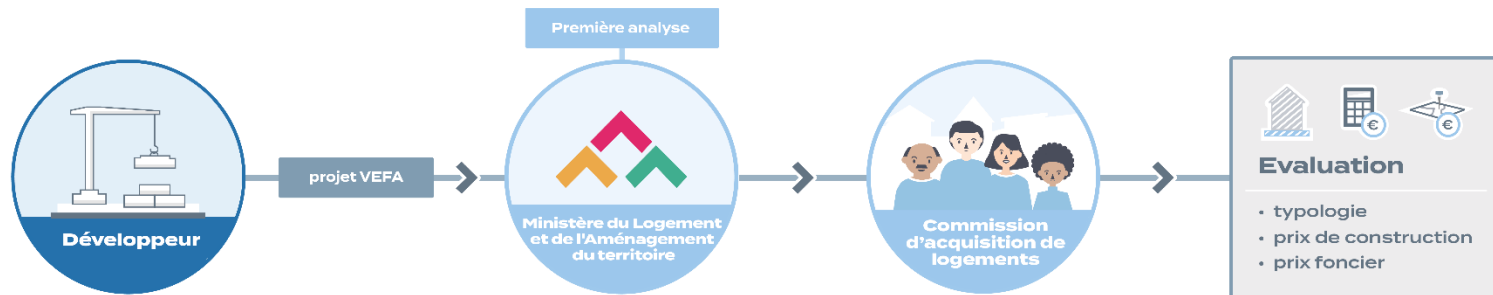 Première analyse
Développeur
projet VEFA
Ministère du Logement
et de l'Aménagement
du territoire
Commission
d'acquisition de
logements
€
€
Evaluation
• typologie
• prix de construction
• prix foncier